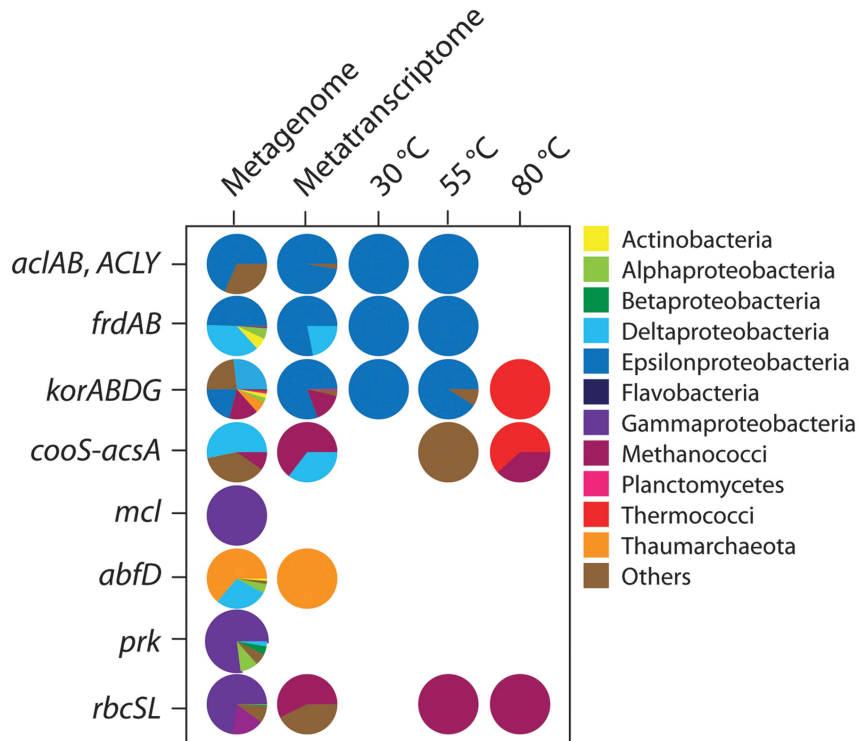 Metagenome
Metatranscriptome
30 °C
55 °C
80 °C
aclAB, ACLY
frdAB
korABDG
cooS-acsA
mcl
abfD
prk
rbcSL
Actinobacteria
Alphaproteobacteria
Betaproteobacteria
Deltaproteobacteria
Epsilonproteobacteria
Flavobacteria
Gammaproteobacteria
Methanococci
Planctomycetes
Thermococci
Thaumarchaeota
Others